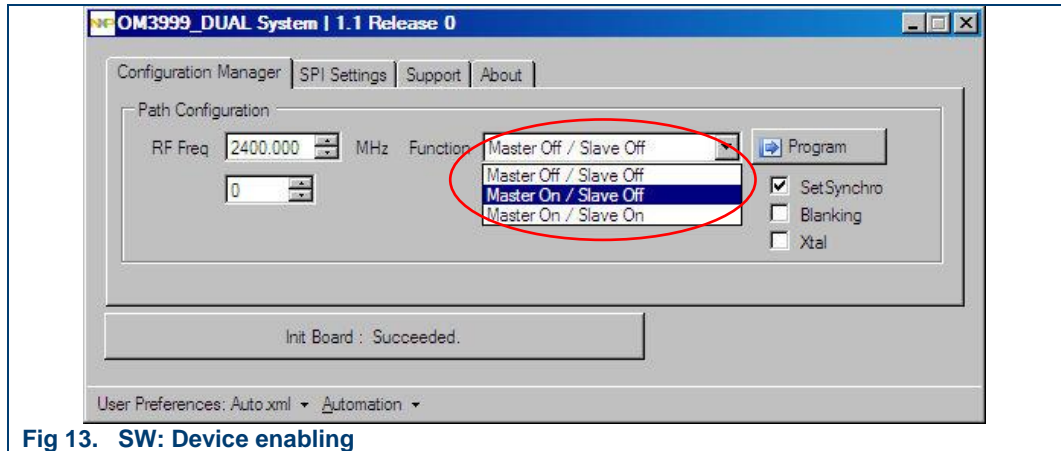 NXP OM3999_DUAL System | 1.1 Release 0
Configuration Manager SPI Settings Support About
Path Configuration
RF Freq 2400.000 MHz Function Master Off / Slave Off Program
0 Master Off / Slave Off SetSynchro
Master On / Slave Off Blanking
Master On / Slave On Xtal
Init Board : Succeeded.
User Preferences: Auto.xml Automation
Fig 13. SW: Device enabling